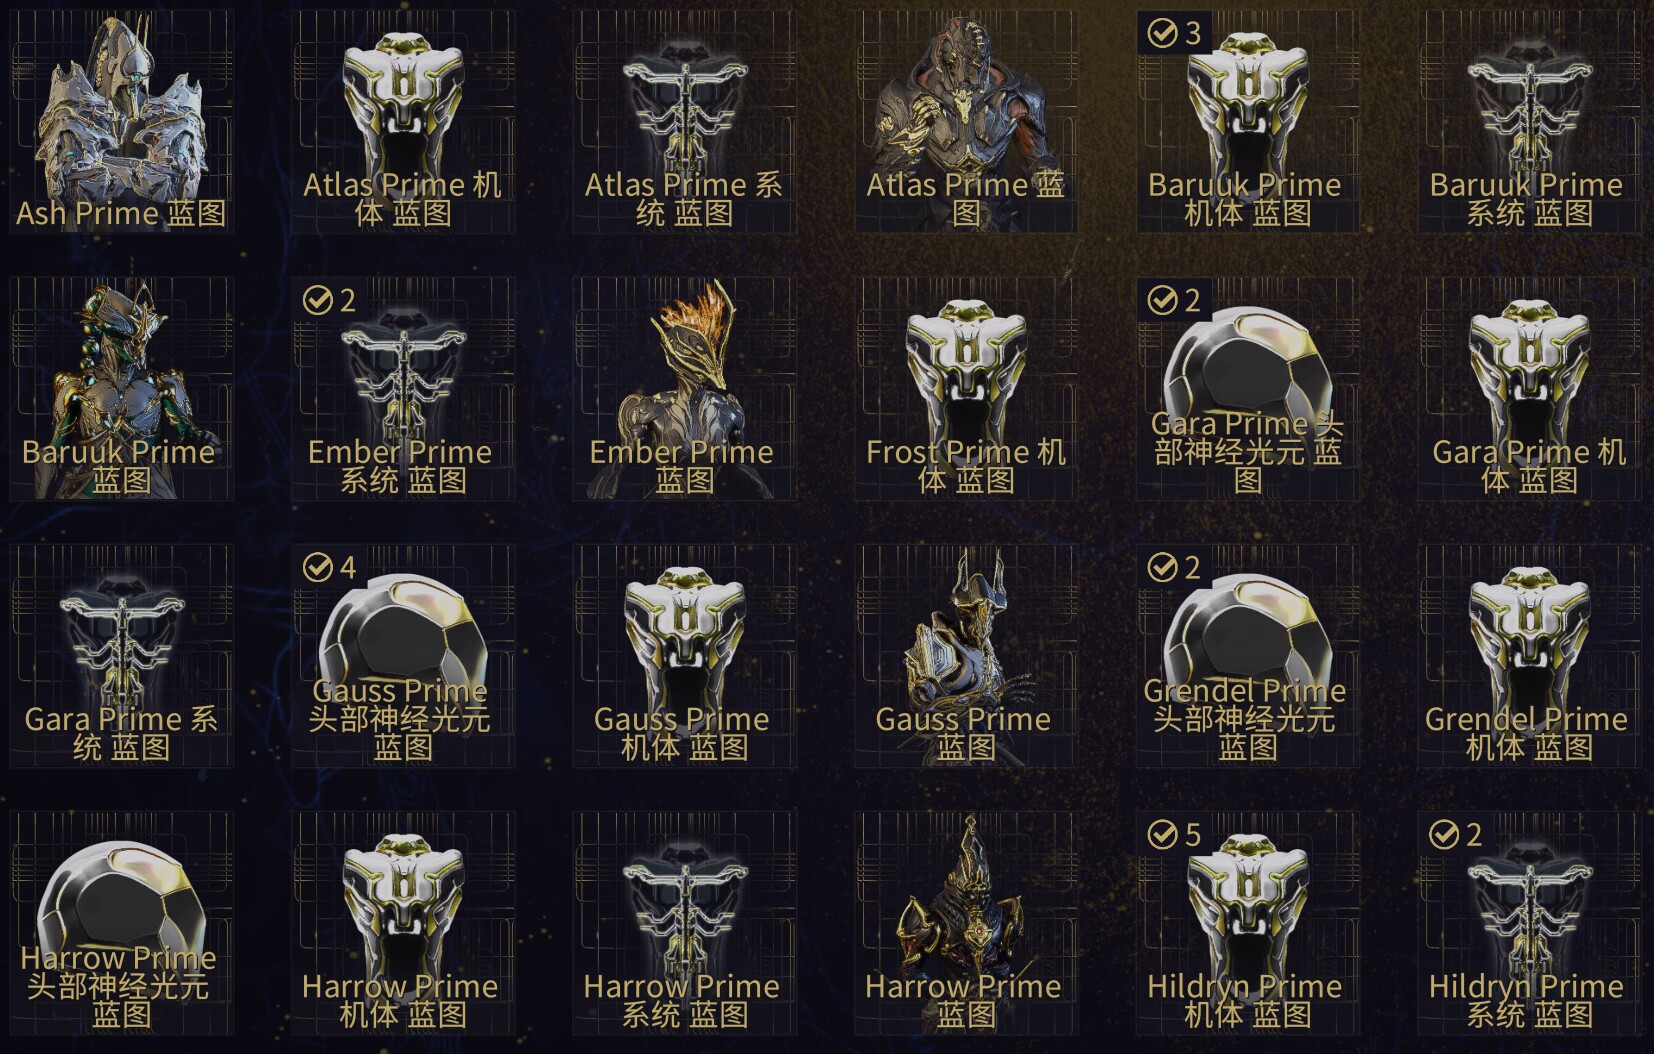 Ash Prime 蓝图
Atlas Prime 机
体 蓝图
Atlas Prime 系
统 蓝图
Atlas Prime 蓝
图
3
Baruuk Prime
机体 蓝图
Baruuk Prime
系统 蓝图
Baruuk Prime
蓝图
2
Ember Prime
系统 蓝图
Ember Prime
蓝图
Frost Prime 机
体 蓝图
2
Gara Prime 头
部神经光元 蓝
图
Gara Prime 机
体 蓝图
Gara Prime 系
统 蓝图
4
Gauss Prime
头部神经光元
蓝图
Gauss Prime
机体 蓝图
Gauss Prime
蓝图
2
Grendel Prime
头部神经光元
蓝图
Grendel Prime
机体 蓝图
Harrow Prime
头部神经光元
蓝图
Harrow Prime
机体 蓝图
Harrow Prime
系统 蓝图
Harrow Prime
蓝图
5
Hildryn Prime
机体 蓝图
2
Hildryn Prime
系统 蓝图